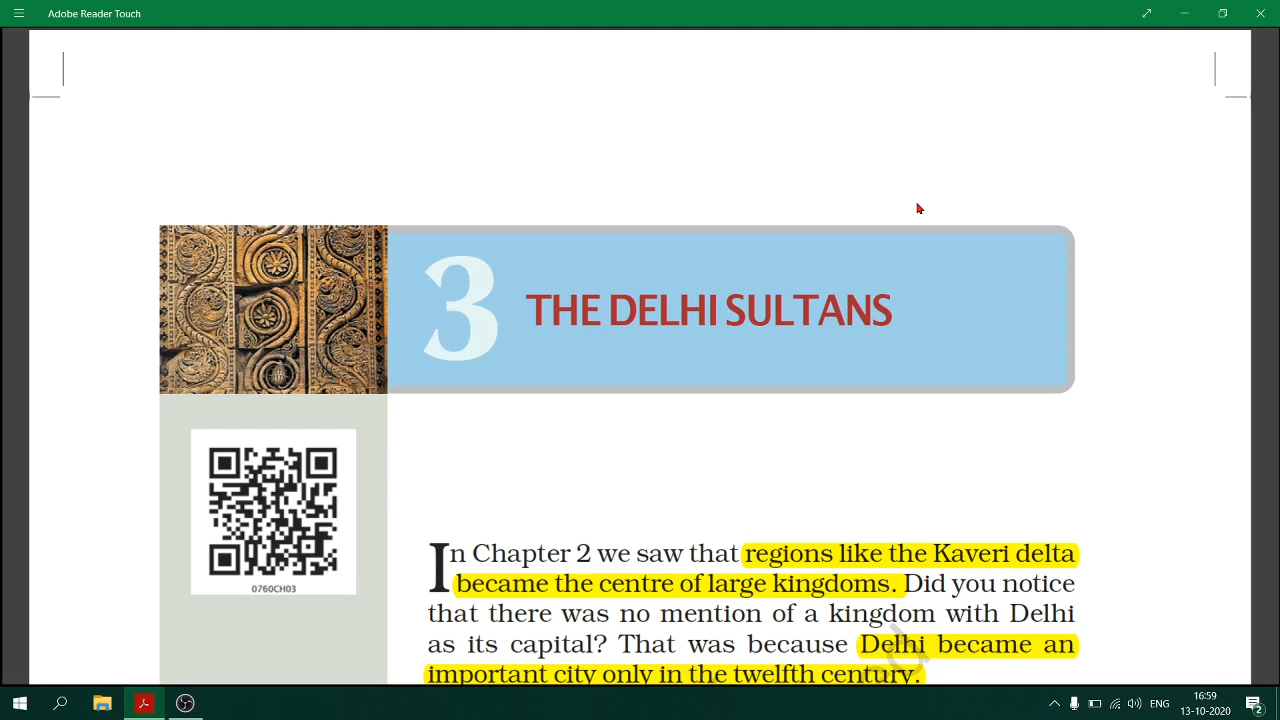 Adobe Reader Touch
3 THE DELHI SULTANS
0760CH03
In Chapter 2 we saw that regions like the Kaveri delta
became the centre of large kingdoms. Did you notice
that there was no mention of a kingdom with Delhi
as its capital? That was because Delhi became an
important city only in the twelfth century.
ENG
16:59
13-10-2020
2